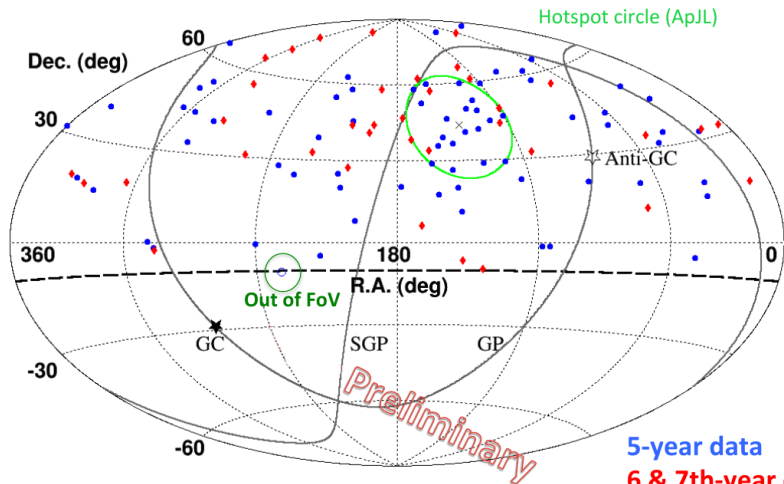 Hotspot circle (ApJL)
60
Dec. (deg)
30
Anti-GC
360
180
0
R.A. (deg)
Out of FoV
GC
SGP
GP
-30
Preliminary
-60
5-year data
6 & 7th-year